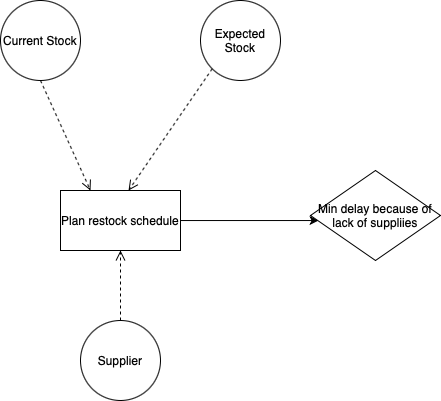 Current Stock
Expected
Stock
Plan restock schedule
Min delay because of
lack of suppliies
Supplier